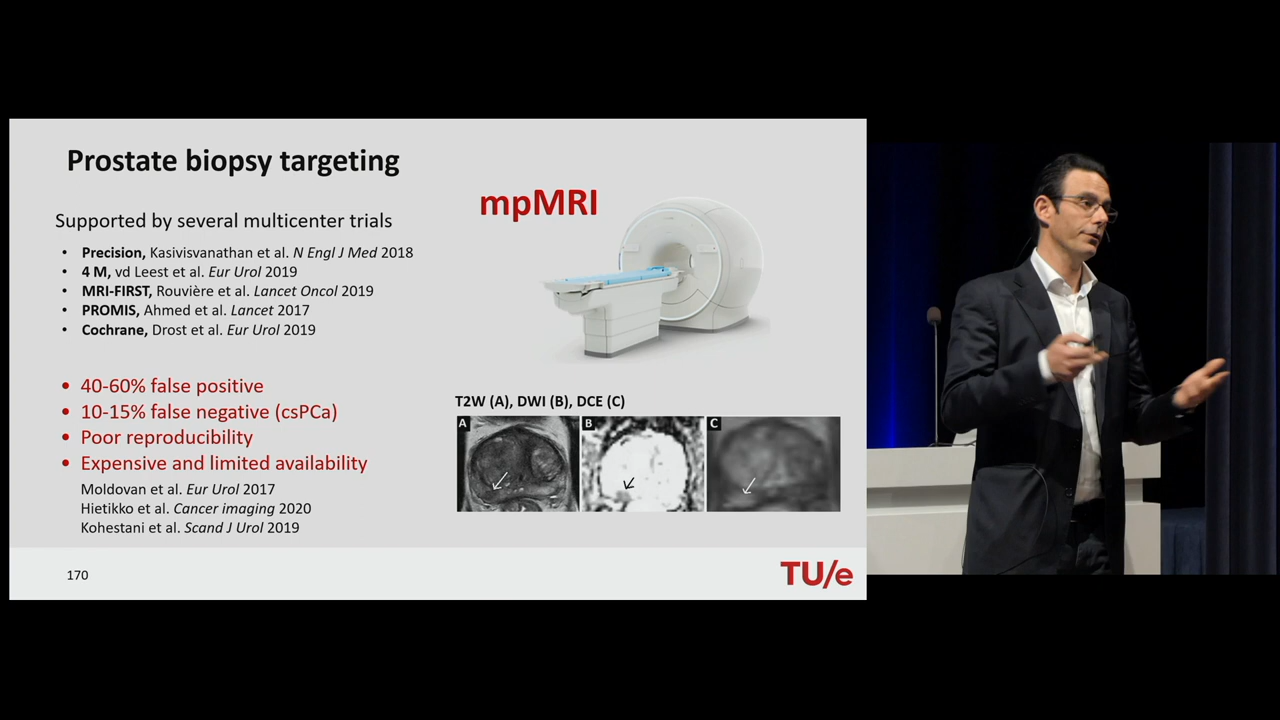 Prostate biopsy targeting
Supported by several multicenter trials
• Precision, Kasivisvanathan et al. N Engl J Med 2018
• 4 M, vd Leest et al. Eur Urol 2019
• MRI-FIRST, Rouvière et al. Lancet Oncol 2019
• PROMIS, Ahmed et al. Lancet 2017
• Cochrane, Drost et al. Eur Urol 2019
• 40-60% false positive
• 10-15% false negative (csPCa)
• Poor reproducibility
• Expensive and limited availability
Moldovan et al. Eur Urol 2017
Hietikko et al. Cancer imaging 2020
Kohestani et al. Scand J Urol 2019
mpMRI
T2W (A), DWI (B), DCE (C)
A B C
170
TU/e